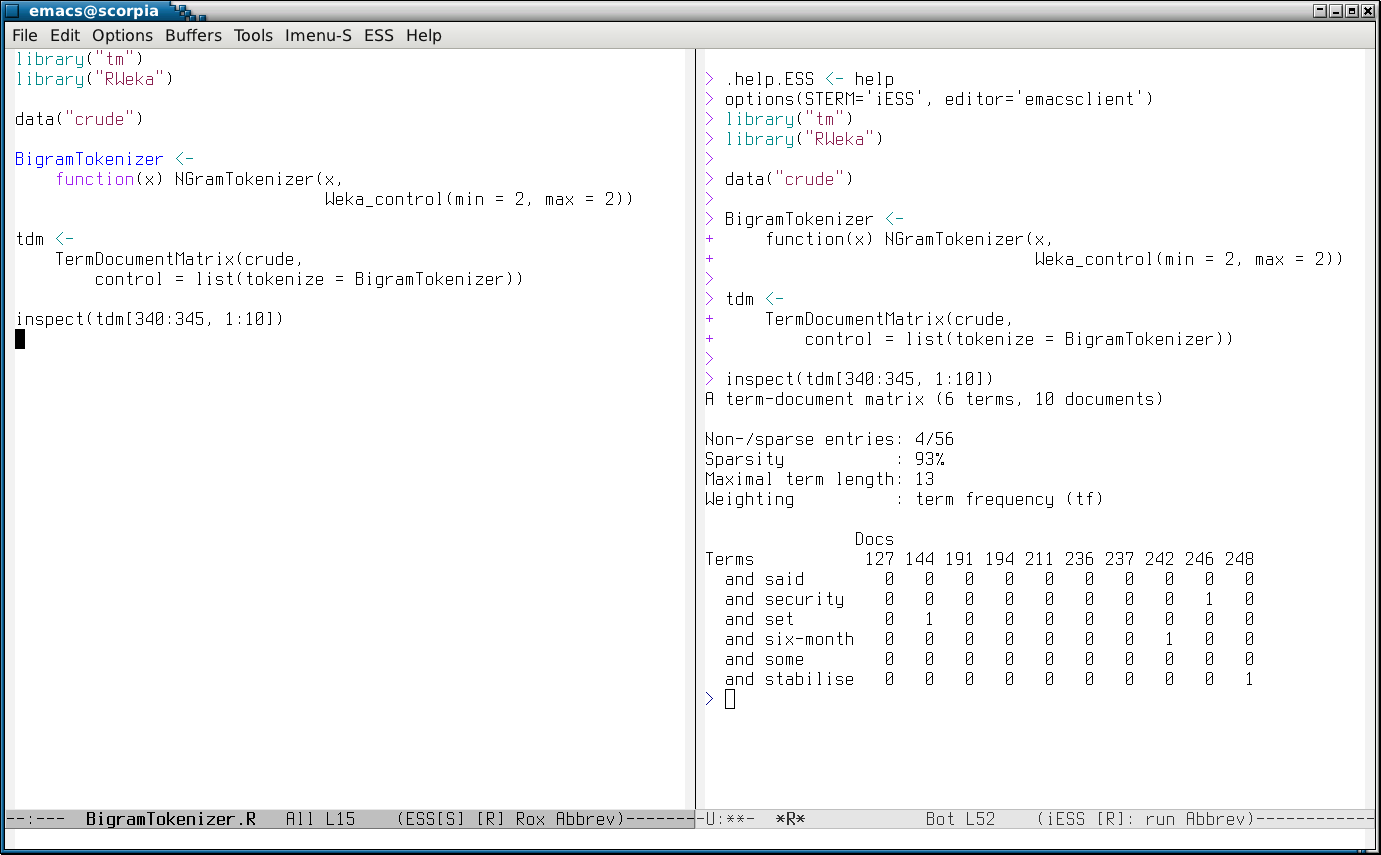 emacs@scorpia
File Edit Options Buffers Tools Imenu-S ESS Help
library("tm")
library("RWeka")

data("crude")

BigramTokenizer <-
    function(x) NGramTokenizer(x,
                               Weka_control(min = 2, max = 2))

tdm <-
    TermDocumentMatrix(crude,
        control = list(tokenize = BigramTokenizer))

inspect(tdm[340:345, 1:10])
--:---  BigramTokenizer.R   All L15    (ESS[S] [R] Rox Abbrev)-------
> .help.ESS <- help
> options(STERM='iESS', editor='emacsclient')
> library("tm")
> library("RWeka")
>
> data("crude")
>
> BigramTokenizer <-
+     function(x) NGramTokenizer(x,
+                                Weka_control(min = 2, max = 2))
>
> tdm <-
+     TermDocumentMatrix(crude,
+         control = list(tokenize = BigramTokenizer))
>
> inspect(tdm[340:345, 1:10])
A term-document matrix (6 terms, 10 documents)

Non-/sparse entries: 4/56
Sparsity           : 93%
Maximal term length: 13
Weighting          : term frequency (tf)

               Docs
Terms           127 144 191 194 211 236 237 242 246 248
  and said        0   0   0   0   0   0   0   0   0   0
  and security    0   0   0   0   0   0   0   0   1   0
  and set         0   1   0   0   0   0   0   0   0   0
  and six-month   0   0   0   0   0   0   0   1   0   0
  and some        0   0   0   0   0   0   0   0   0   0
  and stabilise   0   0   0   0   0   0   0   0   0   1
>
-U:**-  *R*            Bot L52    (iESS [R]: run Abbrev)------------